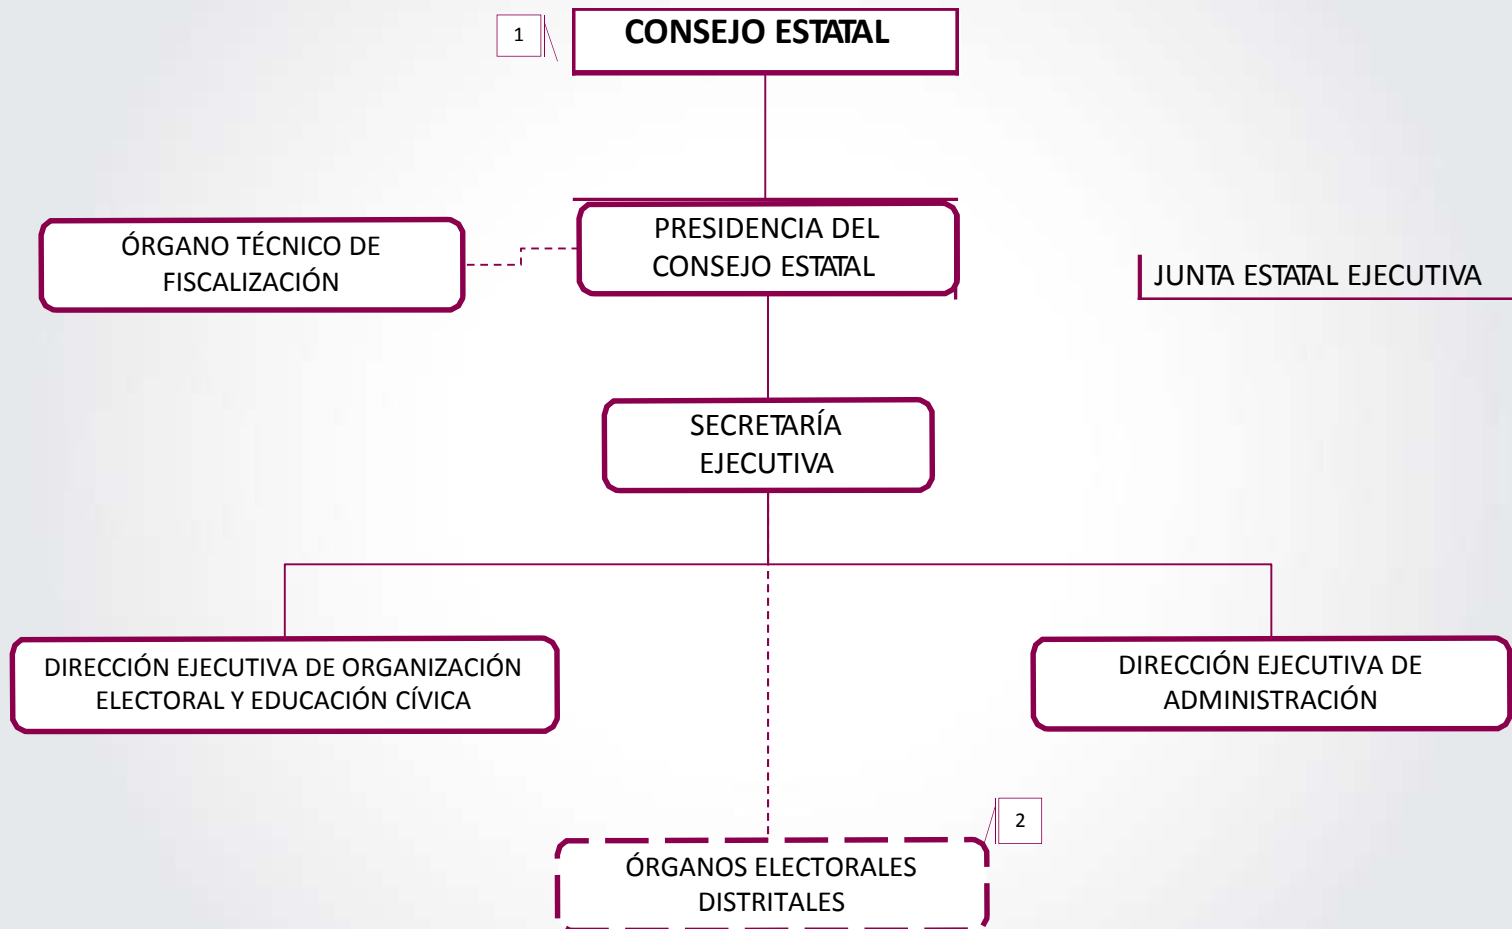 1
CONSEJO ESTATAL
PRESIDENCIA DEL
CONSEJO ESTATAL
ÓRGANO TÉCNICO DE
FISCALIZACIÓN
JUNTA ESTATAL EJECUTIVA
SECRETARÍA
EJECUTIVA
DIRECCIÓN EJECUTIVA DE ORGANIZACIÓN
ELECTORAL Y EDUCACIÓN CÍVICA
DIRECCIÓN EJECUTIVA DE
ADMINISTRACIÓN
2
ÓRGANOS ELECTORALES
DISTRITALES